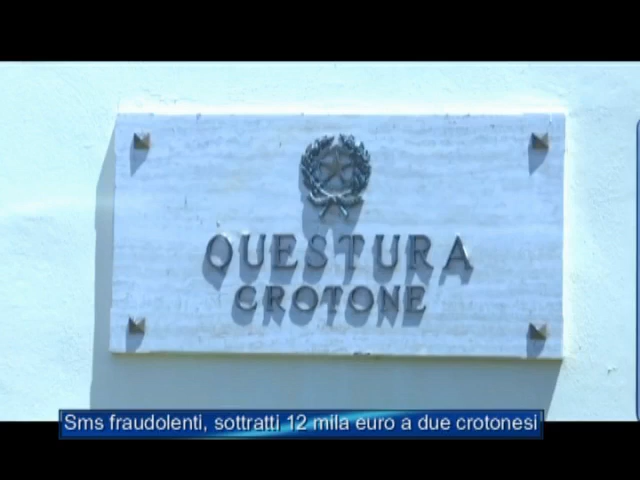 QUESTURA
CROTONE
Sms fraudolenti, sottratti 12 mila euro a due crotonesi